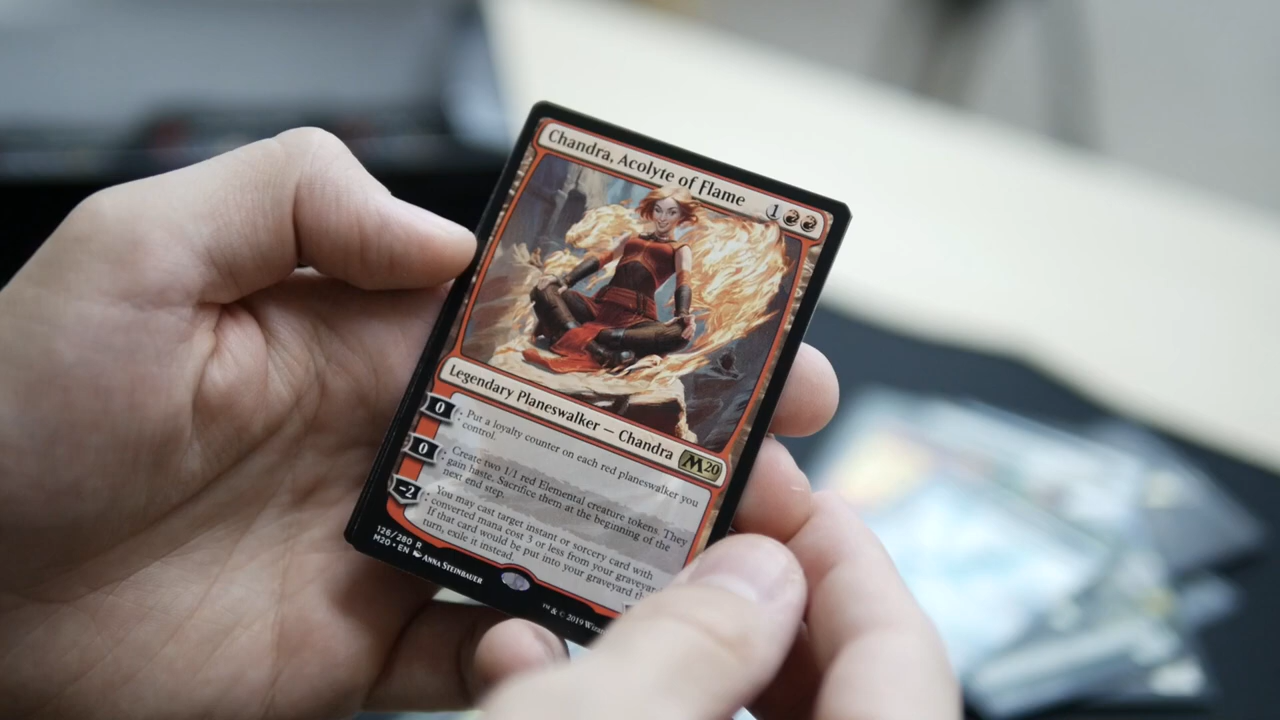 Chandra, Acolyte of Flame 1
Legendary Planeswalker — Chandra M20
0 : Put a loyalty counter on each red planeswalker you
control.
0 : Create two 1/1 red Elemental creature tokens. They
gain haste. Sacrifice them at the beginning of the
next end step.
-2 : You may cast target instant or sorcery card with
converted mana cost 3 or less from your
If that card would be put into your graveyard
turn, exile it instead.
126/280 R
M20 • EN ANNA STEINBAUER
™ & © 2019